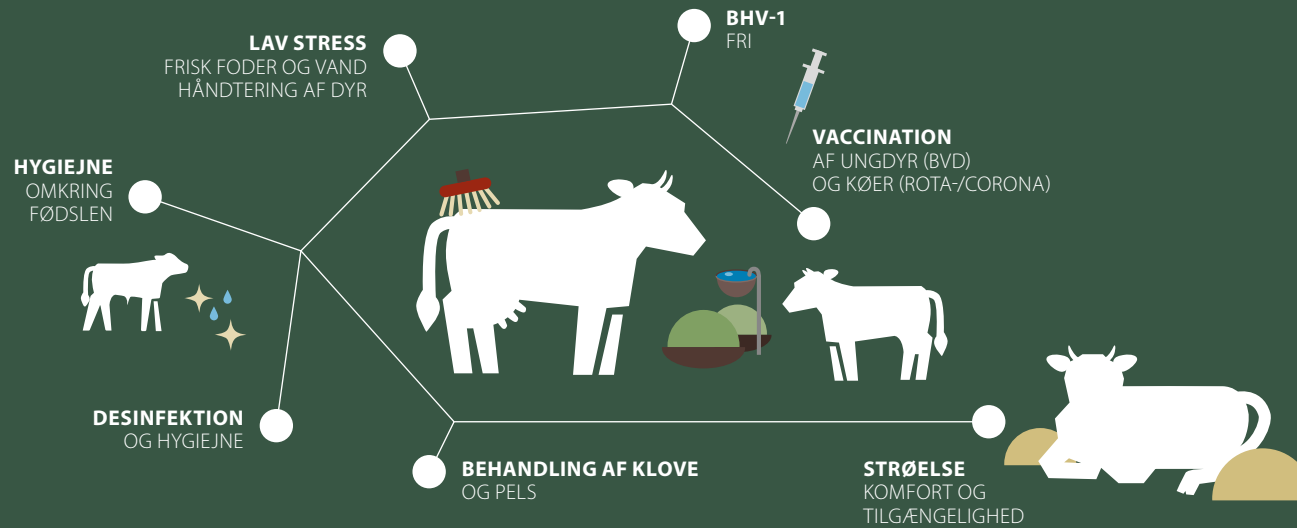 BHV-1
FRI
LAV STRESS
FRISK FODER OG VAND
HÅNDTERING AF DYR
VACCINATION
AF UNGDYR (BVD)
OG KØER (ROTA-/CORONA)
HYGIEJNE
OMKRING
FØDSLEN
DESINFEKTION
OG HYGIEJNE
BEHANDLING AF KLOVE
OG PELS
STRØELSE
KOMFORT OG
TILGÆNGELIGHED